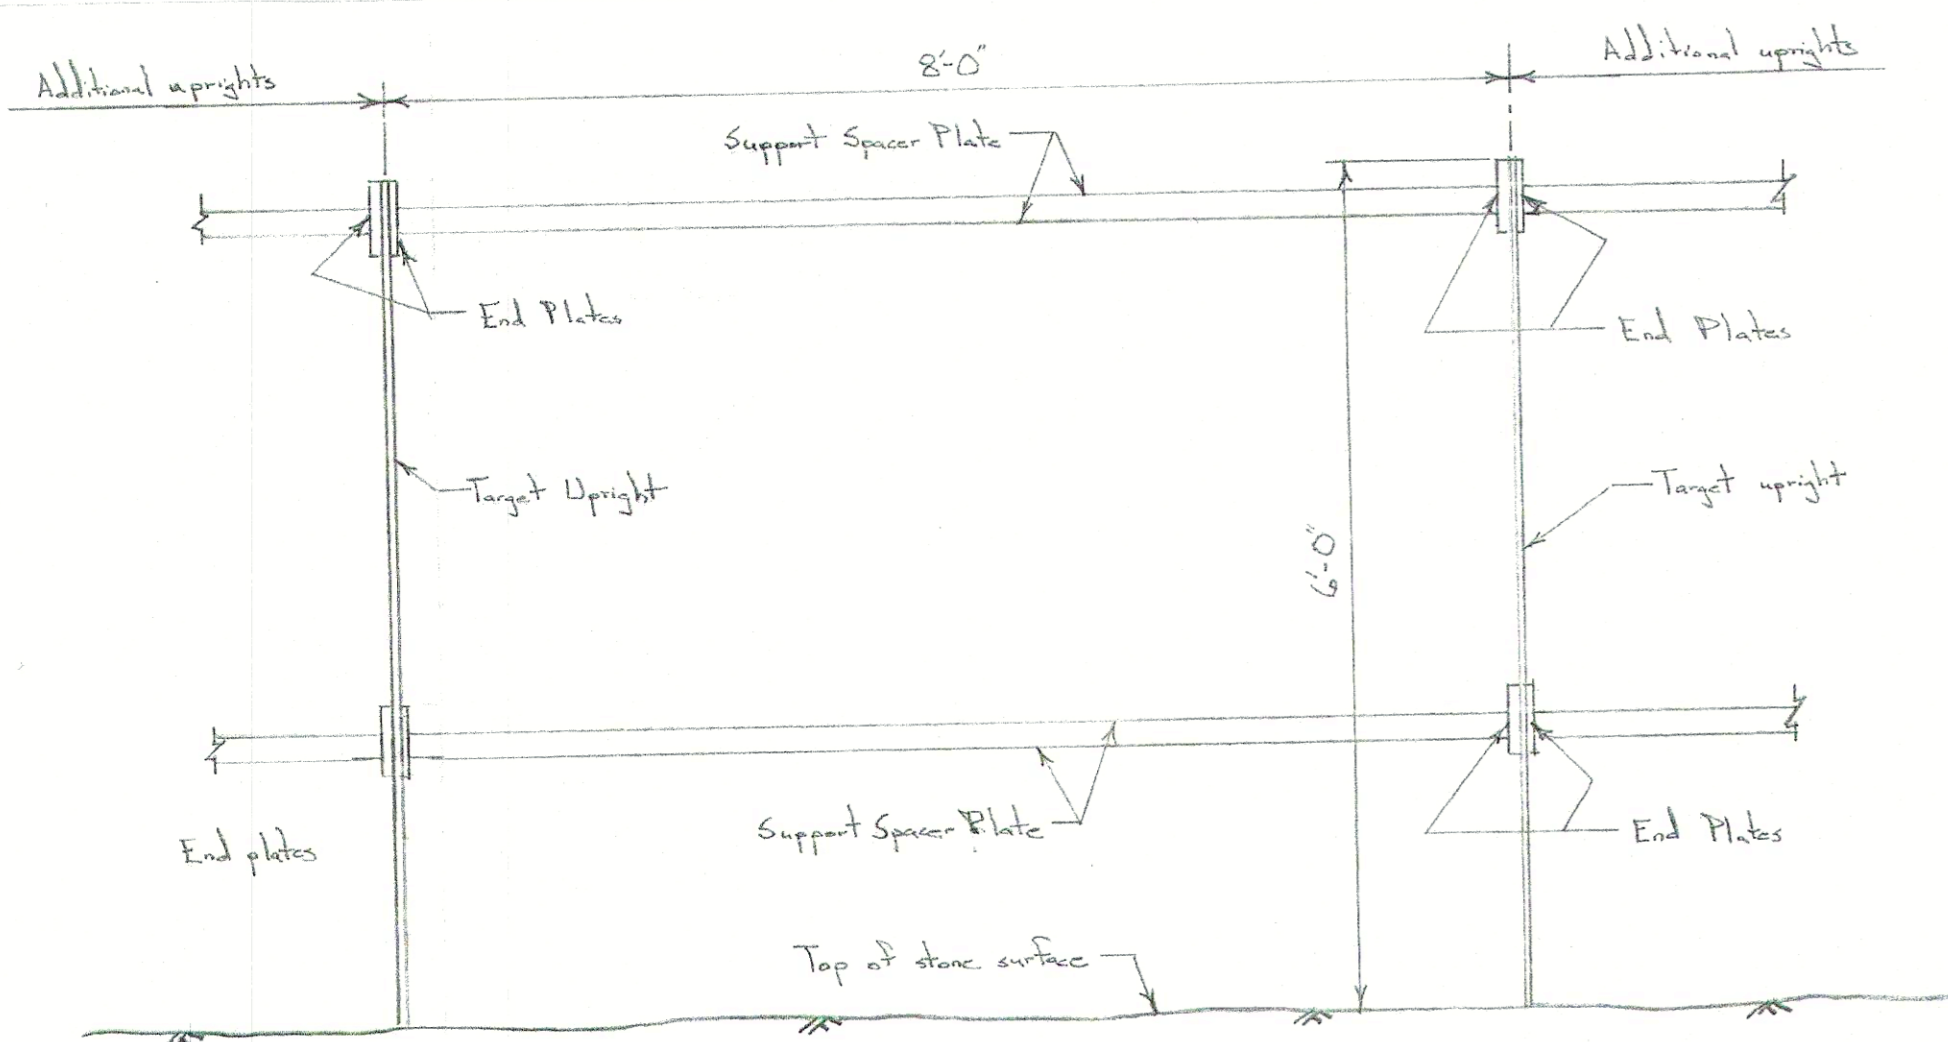 Additional uprights
8'-0"
Additional uprights
Support Spacer Plate
End Plates
End Plates
Target Upright
Target upright
6'-0"
Support Spacer Plate
End Plates
End plates
Top of stone surface